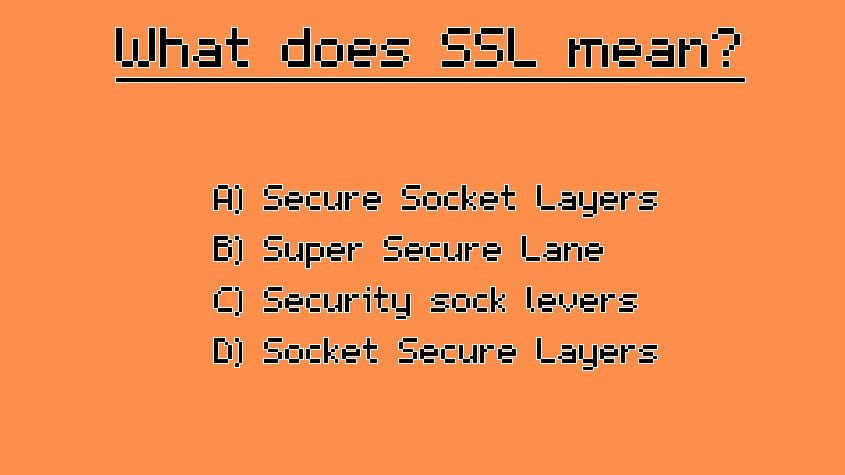 What does SSL mean?
A) Secure Socket Layers
B) Super Secure Lane
C) Security sock levers
D) Socket Secure Layers